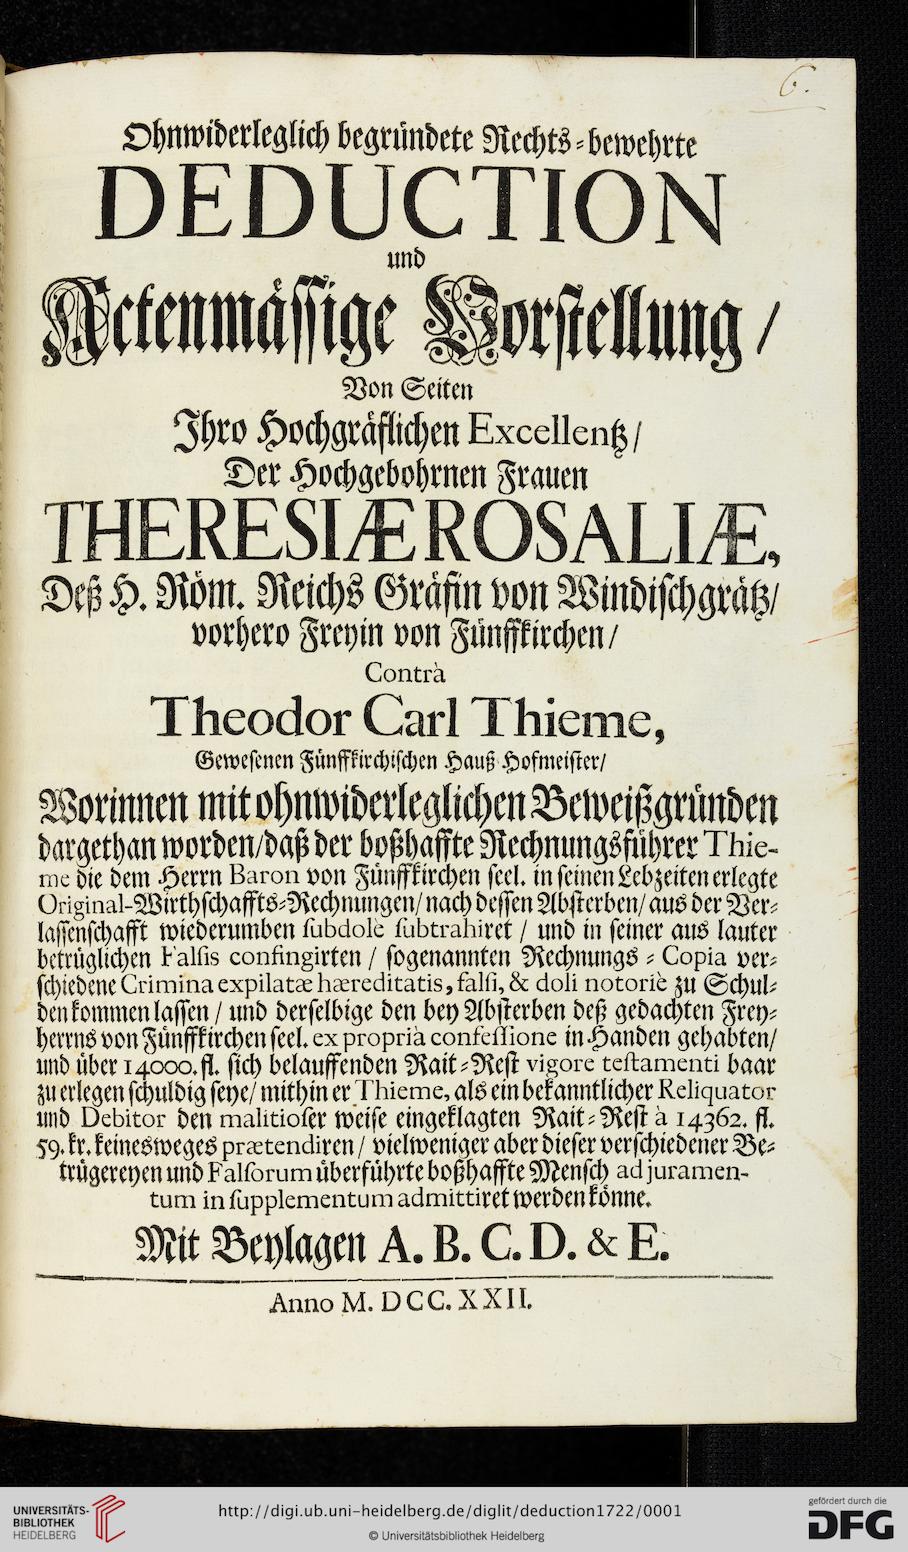 6.
Ohnwiderleglich begründete Rechts-bewehrte
DEDUCTION
und
Actenmässige Vorstellung /
Von Seiten
Ihro Hochgräflichen Excellentz /
Der Hochgebohrnen Frauen
THERESIÆ ROSALIÆ,
Deß H. Röm. Reichs Gräfin von Windischgrätz /
vorhero Freyin von Fünffkirchen /
Contrà
Theodor Carl Thieme,
Gewesenen Fünffkirchischen Hauß-Hofmeister /
Worinnen mit ohnwiderleglichen Beweißgründen
dargethan worden / daß der boßhaffte Rechnungsführer Thie-
me die dem Herrn Baron von Fünffkirchen seel. in seinen Lebzeiten erlegte
Original-Wirthschaffts-Rechnungen / nach dessen Absterben / aus der Ver-
lassenschafft wiederumben subdolè subtrahiret / und in seiner aus lauter
betrüglichen Falsis confingirten / sogenannten Rechnungs-Copia ver-
schiedene Crimina expilatæ hæreditatis, falsi, & doli notoriè zu Schul-
den kommen lassen / und derselbige den bey Absterben deß gedachten Frey-
herrns von Fünffkirchen seel. ex propriâ confessione in Handen gehabten /
und über 14000. fl. sich belauffenden Rait-Rest vigore testamenti baar
zu erlegen schuldig seye / mithin er Thieme, als ein bekanntlicher Reliquator
und Debitor den malitioser weise eingeklagten Rait-Rest à 14362. fl.
59. kr. keinesweges prætendiren / vielweniger aber dieser verschiedener Be-
trügereyen und Falsorum überführte boßhaffte Mensch ad juramen-
tum in supplementum admittiret werden könne.
Mit Beylagen A. B. C. D. & E.
Anno M. DCC. XXII.
UNIVERSITÄTS-
BIBLIOTHEK
HEIDELBERG
http://digi.ub.uni-heidelberg.de/diglit/deduction1722/0001
© Universitätsbibliothek Heidelberg
gefördert durch die
DFG